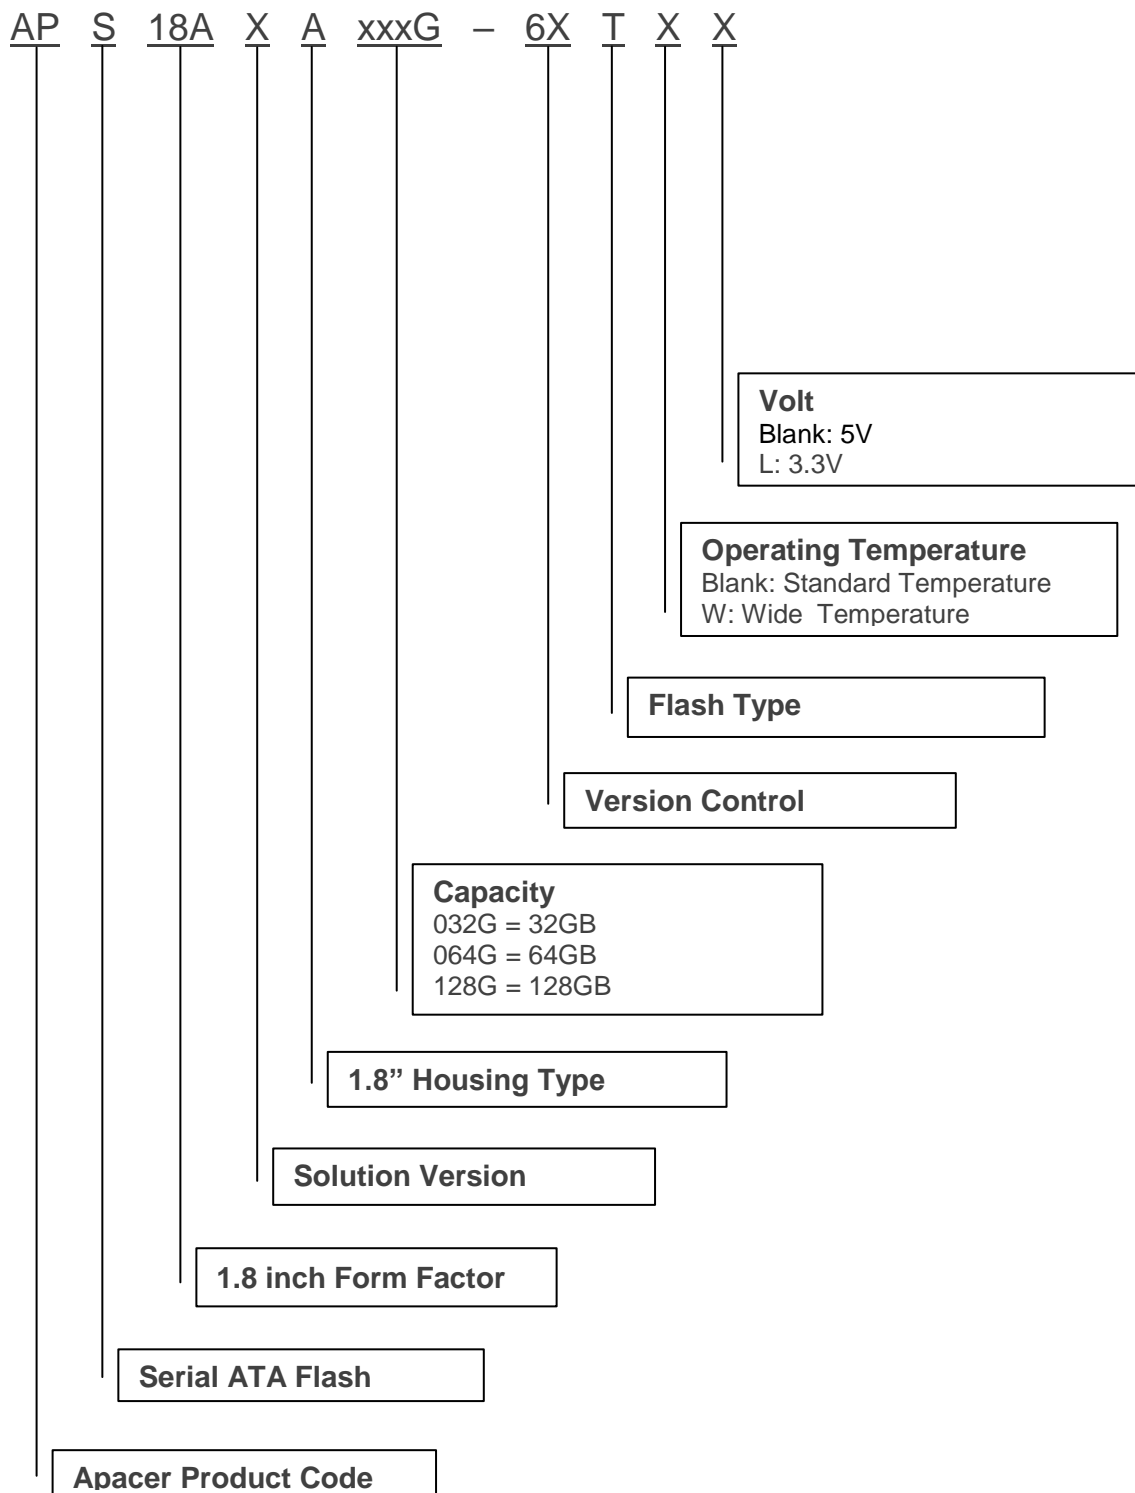 AP S 18A X A xxxG – 6X T X X
Volt
Blank: 5V
L: 3.3V
Operating Temperature
Blank: Standard Temperature
W: Wide Temperature
Flash Type
Version Control
Capacity
032G = 32GB
064G = 64GB
128G = 128GB
1.8” Housing Type
Solution Version
1.8 inch Form Factor
Serial ATA Flash
Apacer Product Code